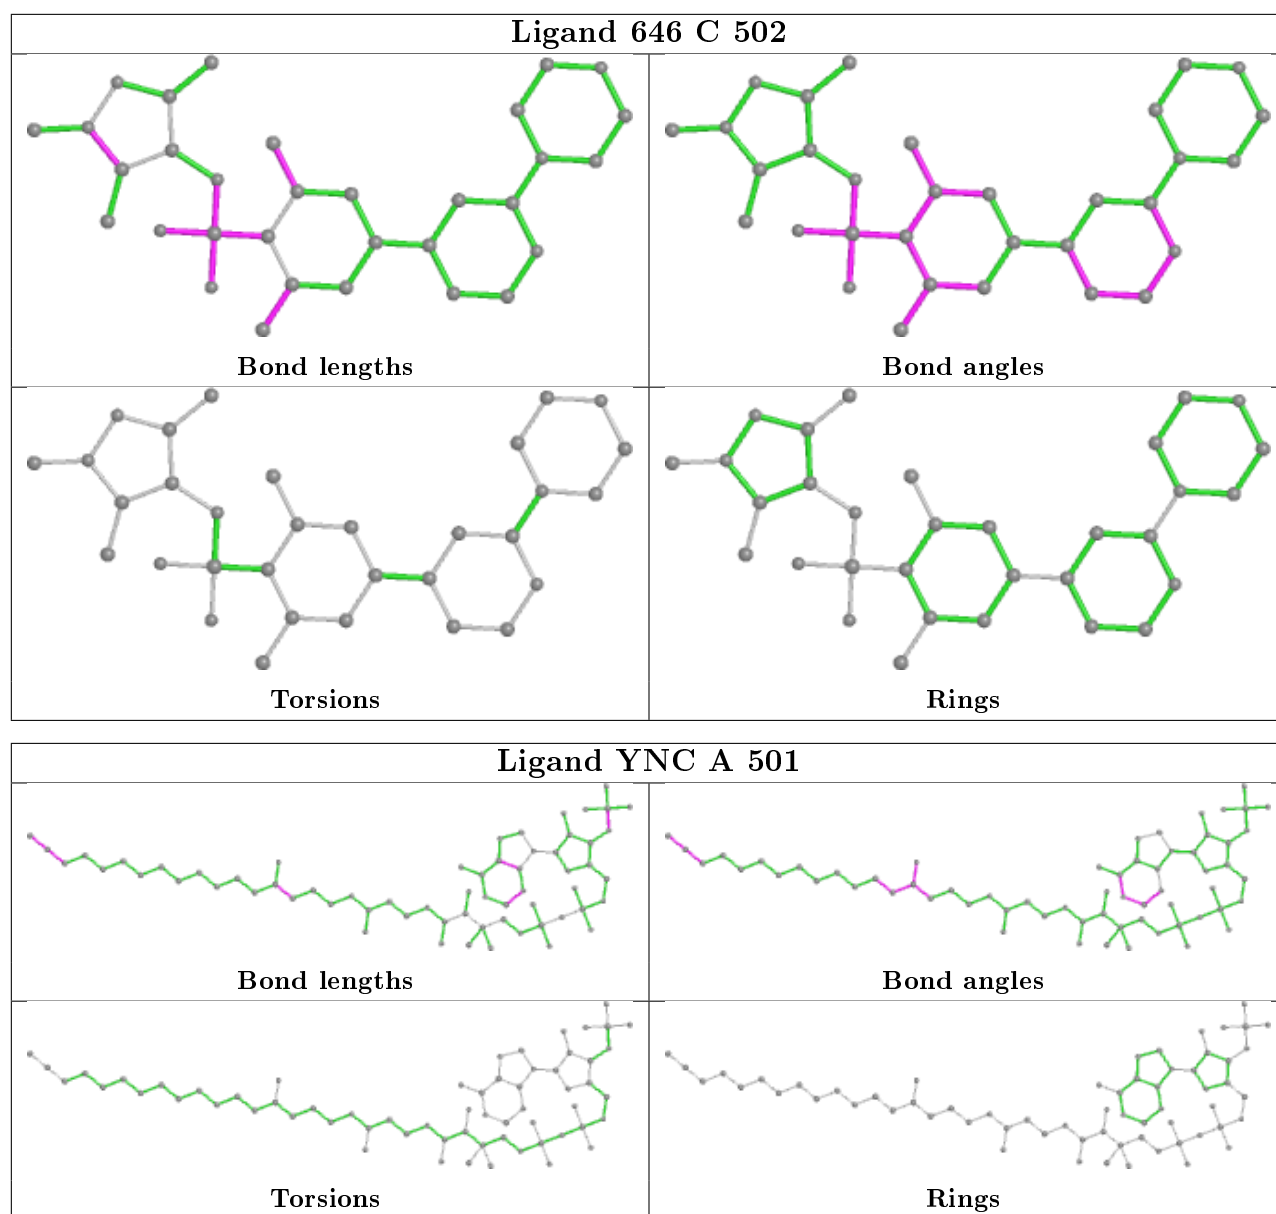 Ligand 646 C 502
Bond lengths
Bond angles
Torsions
Rings
Ligand YNC A 501
Bond lengths
Bond angles
Torsions
Rings